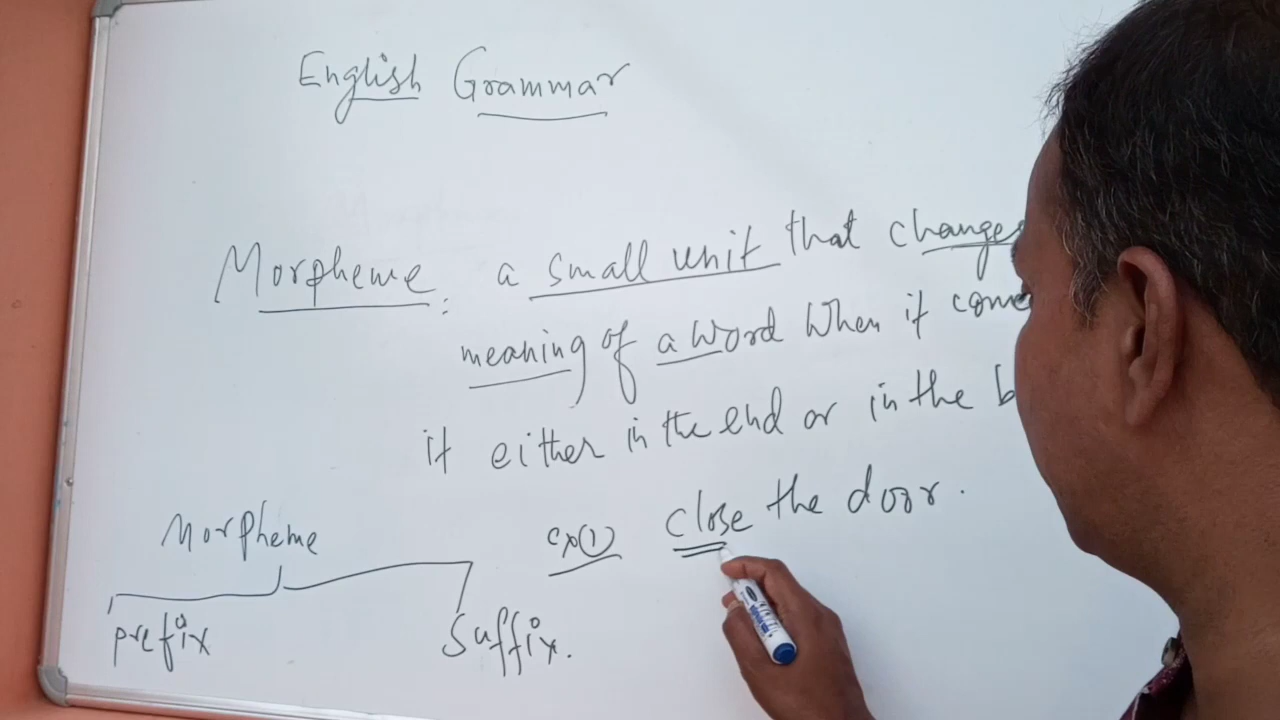 English Grammar
Morpheme: a small unit that changes
meaning of a word when it come
it either in the end or in the b
Morpheme
ex(1) close the door.
prefix suffix.